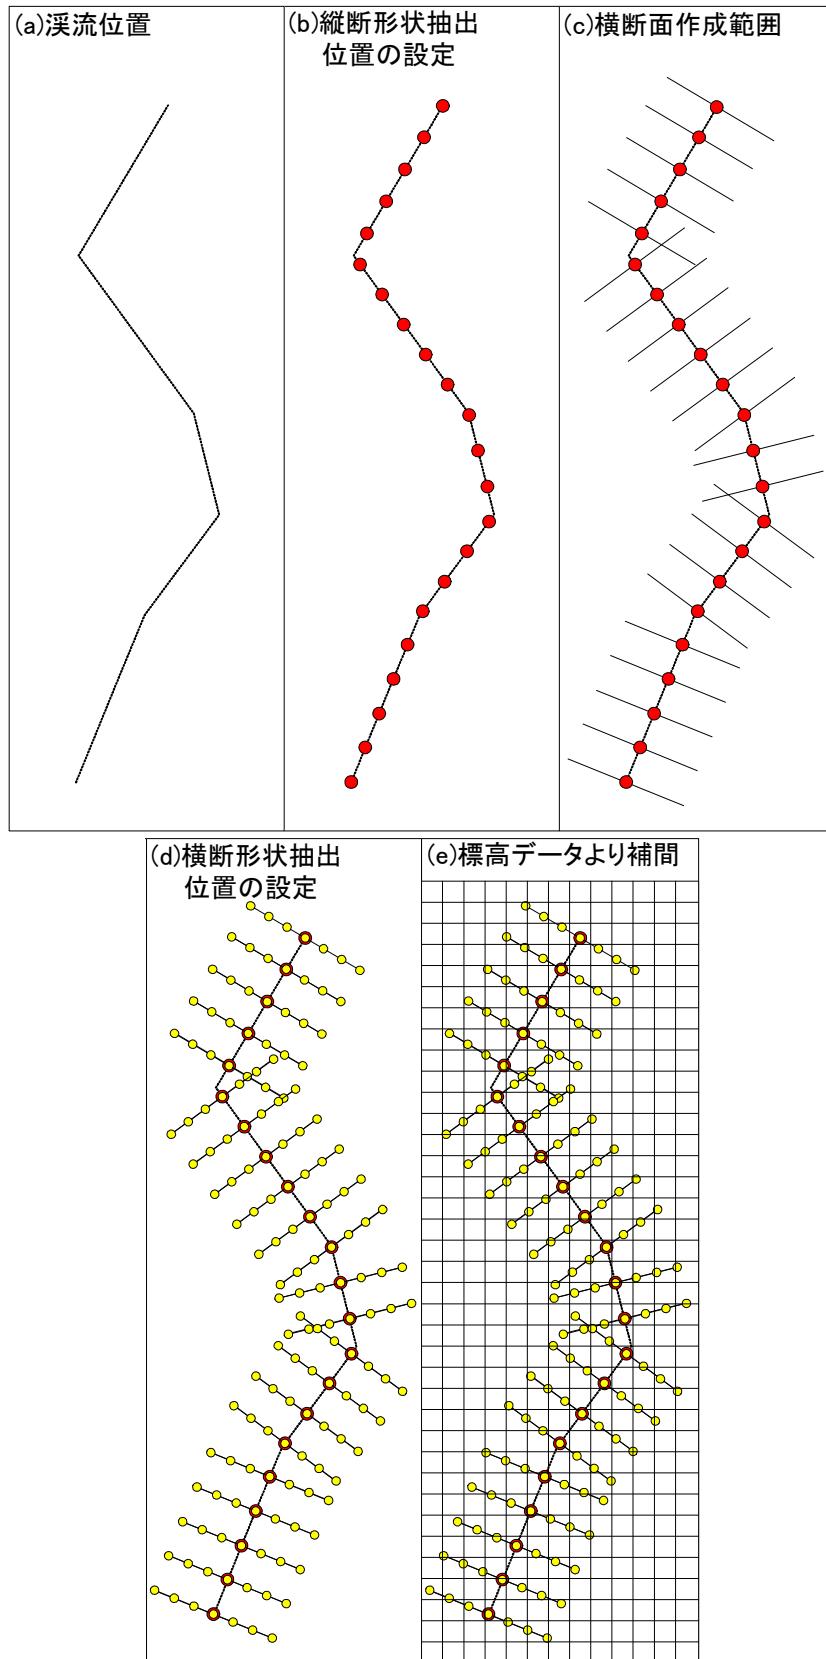 (a)渓流位置
(b)縦断形状抽出
位置の設定
(c)横断面作成範囲
(d)横断形状抽出
位置の設定
(e)標高データより補間